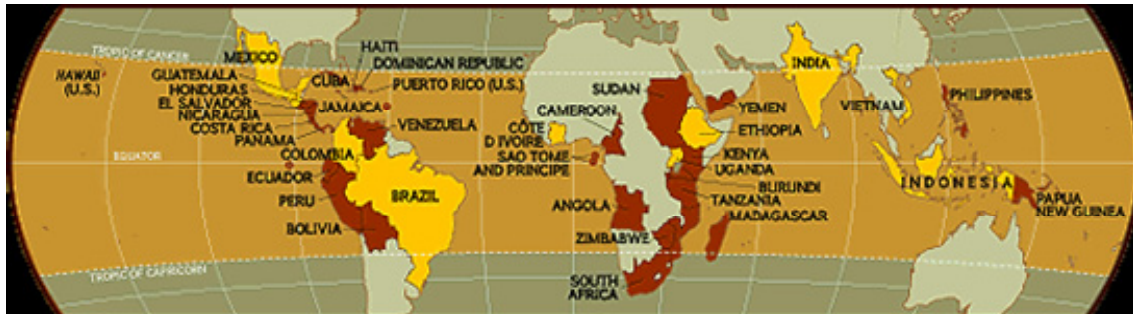 TROPIC OF CANCER
HAWAII
(U.S.)
MEXICO
GUATEMALA
HONDURAS
EL SALVADOR
NICARAGUA
COSTA RICA
PANAMA
CUBA
HAITI
DOMINICAN REPUBLIC
PUERTO RICO (U.S.)
JAMAICA
VENEZUELA
COLOMBIA
EQUATOR
ECUADOR
PERU
BRAZIL
BOLIVIA
TROPIC OF CAPRICORN
SUDAN
CAMEROON
CÔTE
D IVOIRE
SAO TOME
AND PRINCIPE
YEMEN
ETHIOPIA
KENYA
UGANDA
BURUNDI
TANZANIA
MADAGASCAR
ANGOLA
ZIMBABWE
SOUTH
AFRICA
INDIA
VIETNAM
PHILIPPINES
INDONESIA
PAPUA
NEW GUINEA